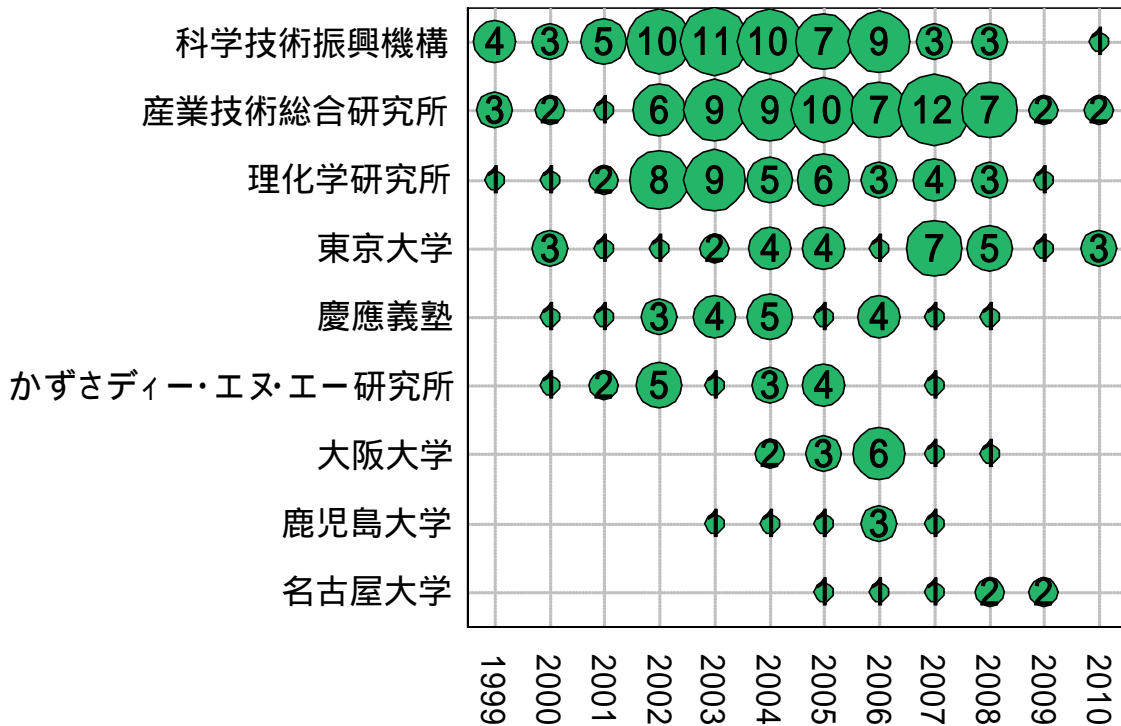 科学技術振興機構 4 3 5 10 11 10 7 9 3 3 1
産業技術総合研究所 3 2 1 6 9 9 10 7 12 7 2 2
理化学研究所 1 1 2 8 9 5 6 3 4 3 1
東京大学 3 1 1 2 4 4 1 7 5 1 3
慶應義塾 1 1 3 4 5 1 4 1 1
かずさディー・エヌ・エー研究所 1 2 5 1 3 4 1
大阪大学 2 3 6 1 1
鹿児島大学 1 1 1 3 1
名古屋大学 1 1 1 2 2
1999 2000 2001 2002 2003 2004 2005 2006 2007 2008 2009 2010